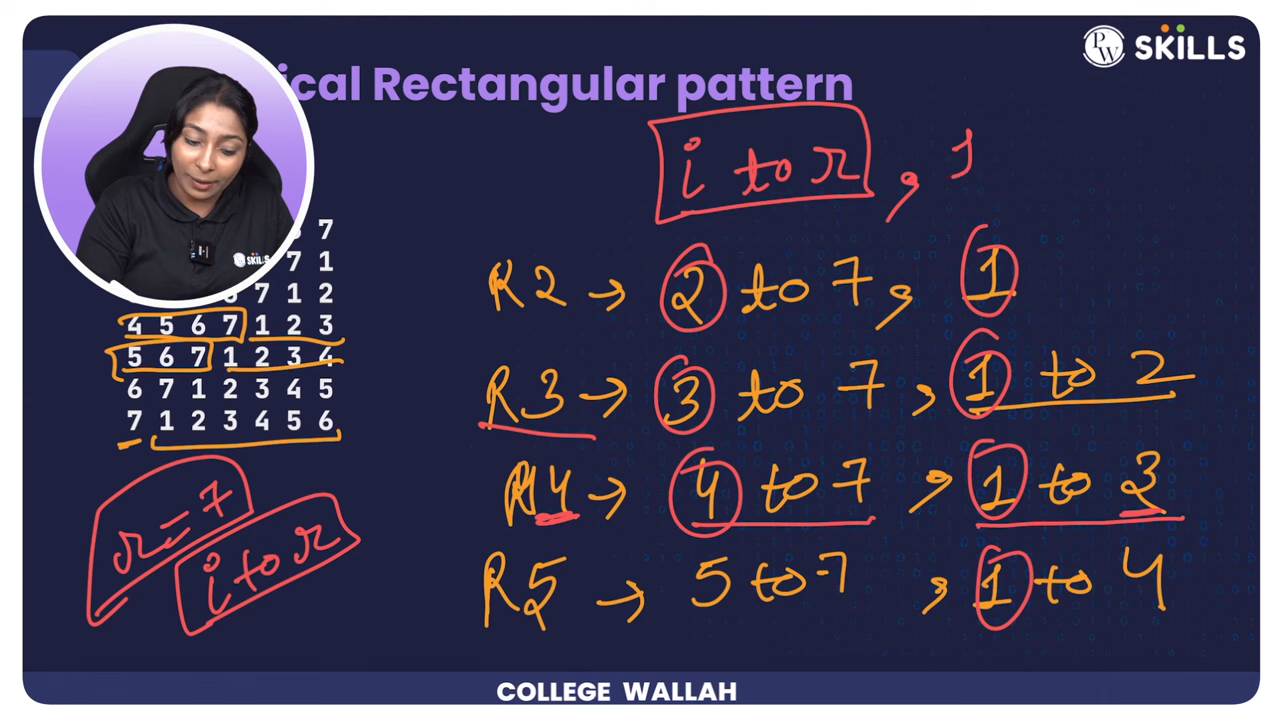 PW SKILLS
ical Rectangular pattern
i to r, 1
7
7 1
7 1 2
4 5 6 7 1 2 3
5 6 7 1 2 3 4
6 7 1 2 3 4 5
7 1 2 3 4 5 6
R2 → 2 to 7, 1
R3 → 3 to 7, 1 to 2
R4 → 4 to 7, 1 to 3
R5 → 5 to 7, 1 to 4
r = 7
i to r
SKILLS
COLLEGE WALLAH